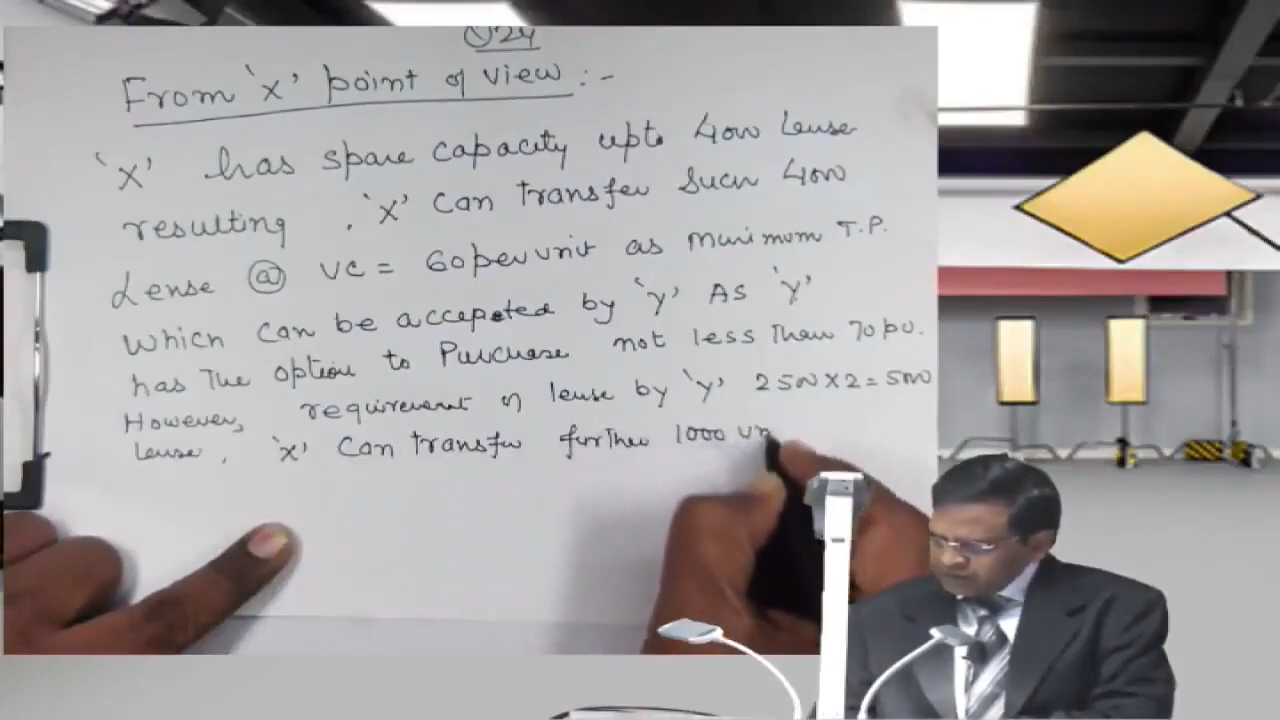 Q24
From 'x' point of view :-
'x' has spare capacity upto 4000 lense
resulting , 'x' can transfer such 4000
Lense @ VC = 60 per unit as minimum T.P.
which can be accepeted by 'y' As 'y'
has The option to Purchase not less Than 70 pu.
However, requirement of lense by 'y' 2500 X 2 = 5000
lense , 'x' Can transfer further 1000 un